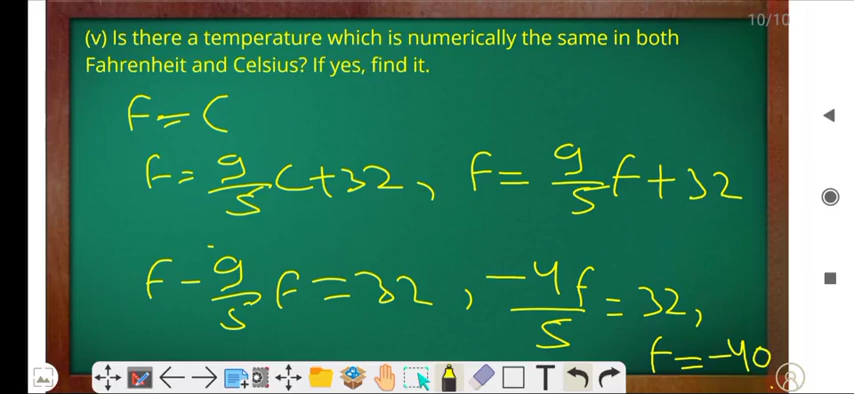 10/10
(v) Is there a temperature which is numerically the same in both
Fahrenheit and Celsius? If yes, find it.
F = C
F = 9/5 C + 32, F = 9/5 F + 32
F - 9/5 F = 32, -4F/5 = 32,
F = -40
T